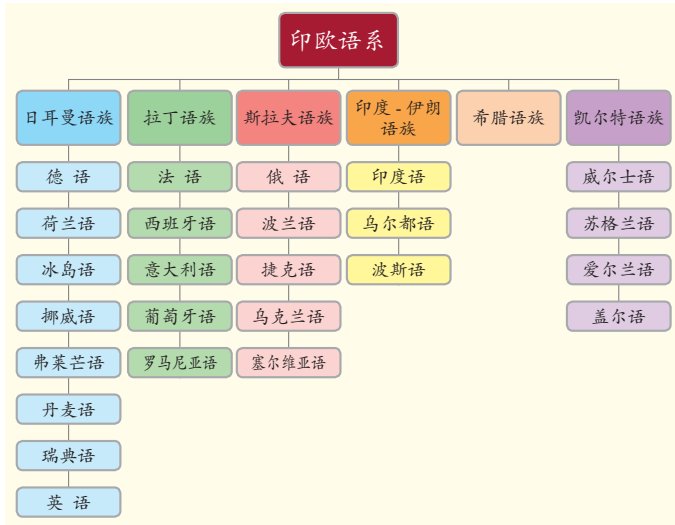 印欧语系
日耳曼语族
拉丁语族
斯拉夫语族
印度-伊朗
语族
希腊语族
凯尔特语族
德 语
荷兰语
冰岛语
挪威语
弗莱芒语
丹麦语
瑞典语
英 语
法 语
西班牙语
意大利语
葡萄牙语
罗马尼亚语
俄 语
波兰语
捷克语
乌克兰语
塞尔维亚语
印度语
乌尔都语
波斯语
威尔士语
苏格兰语
爱尔兰语
盖尔语